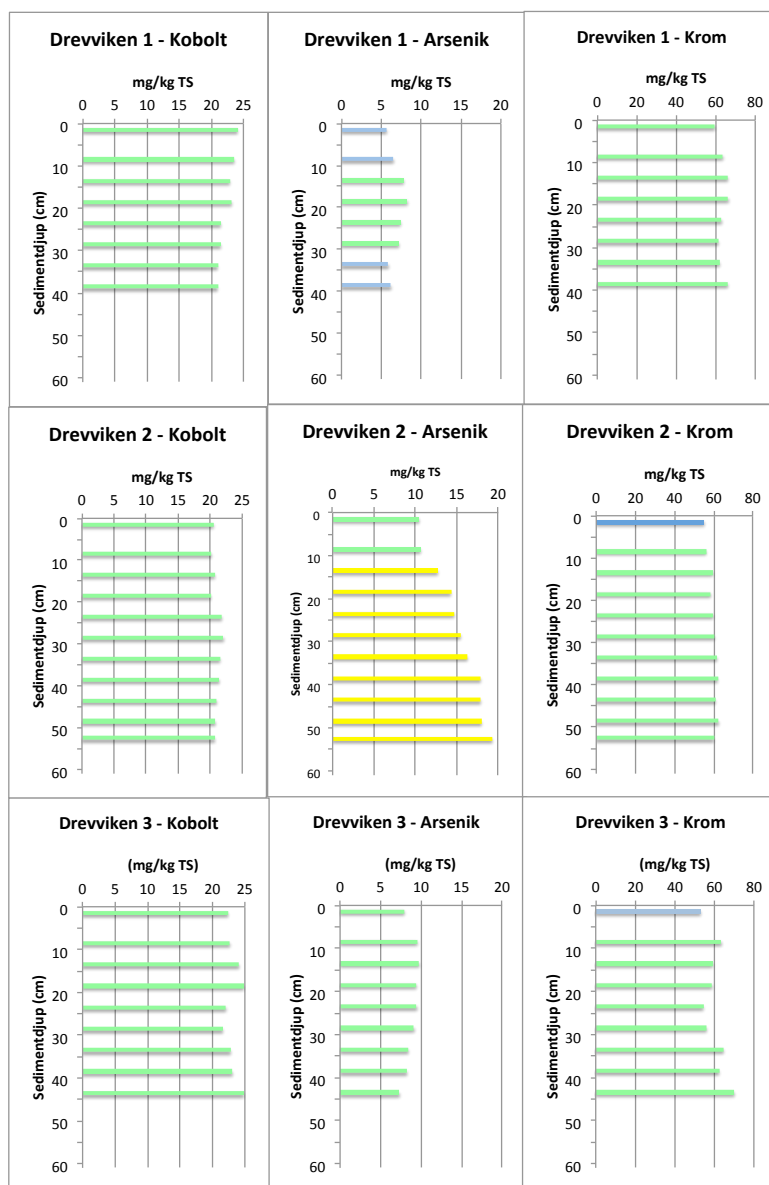 Drevviken 1 - Kobolt
mg/kg TS
0 5 10 15 20 25
Sedimentdjup (cm)
0
10
20
30
40
50
60
Drevviken 1 - Arsenik
mg/kg TS
0 5 10 15 20
Sedimentdjup (cm)
0
10
20
30
40
50
60
Drevviken 1 - Krom
mg/kg TS
0 20 40 60 80
Sedimentdjup (cm)
0
10
20
30
40
50
60
Drevviken 2 - Kobolt
mg/kg TS
0 5 10 15 20 25
Sedimentdjup (cm)
0
10
20
30
40
50
60
Drevviken 2 - Arsenik
mg/kg TS
0 5 10 15 20
Sedimentdjup (cm)
0
10
20
30
40
50
60
Drevviken 2 - Krom
mg/kg TS
0 20 40 60 80
Sedimentdjup (cm)
0
10
20
30
40
50
60
Drevviken 3 - Kobolt
(mg/kg TS)
0 5 10 15 20 25
Sedimentdjup (cm)
0
10
20
30
40
50
60
Drevviken 3 - Arsenik
(mg/kg TS)
0 5 10 15 20
Sedimentdjup (cm)
0
10
20
30
40
50
60
Drevviken 3 - Krom
(mg/kg TS)
0 20 40 60 80
Sedimentdjup (cm)
0
10
20
30
40
50
60